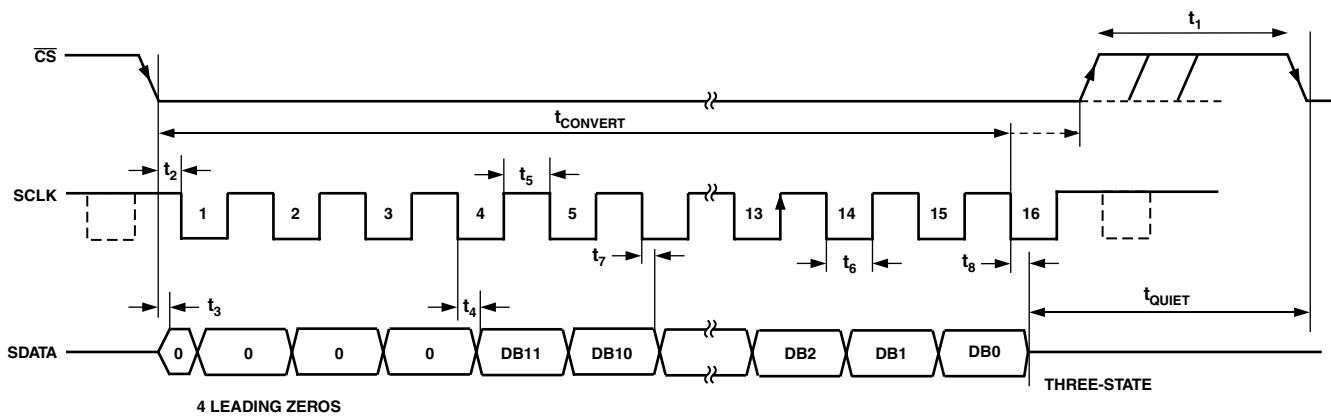 t1
CS
tCONVERT
t2
t5
SCLK
1 2 3 4 5 13 14 15 16
t7
t6
t8
t3
t4
tQUIET
SDATA
0 0 0 0 DB11 DB10 DB2 DB1 DB0
THREE-STATE
4 LEADING ZEROS